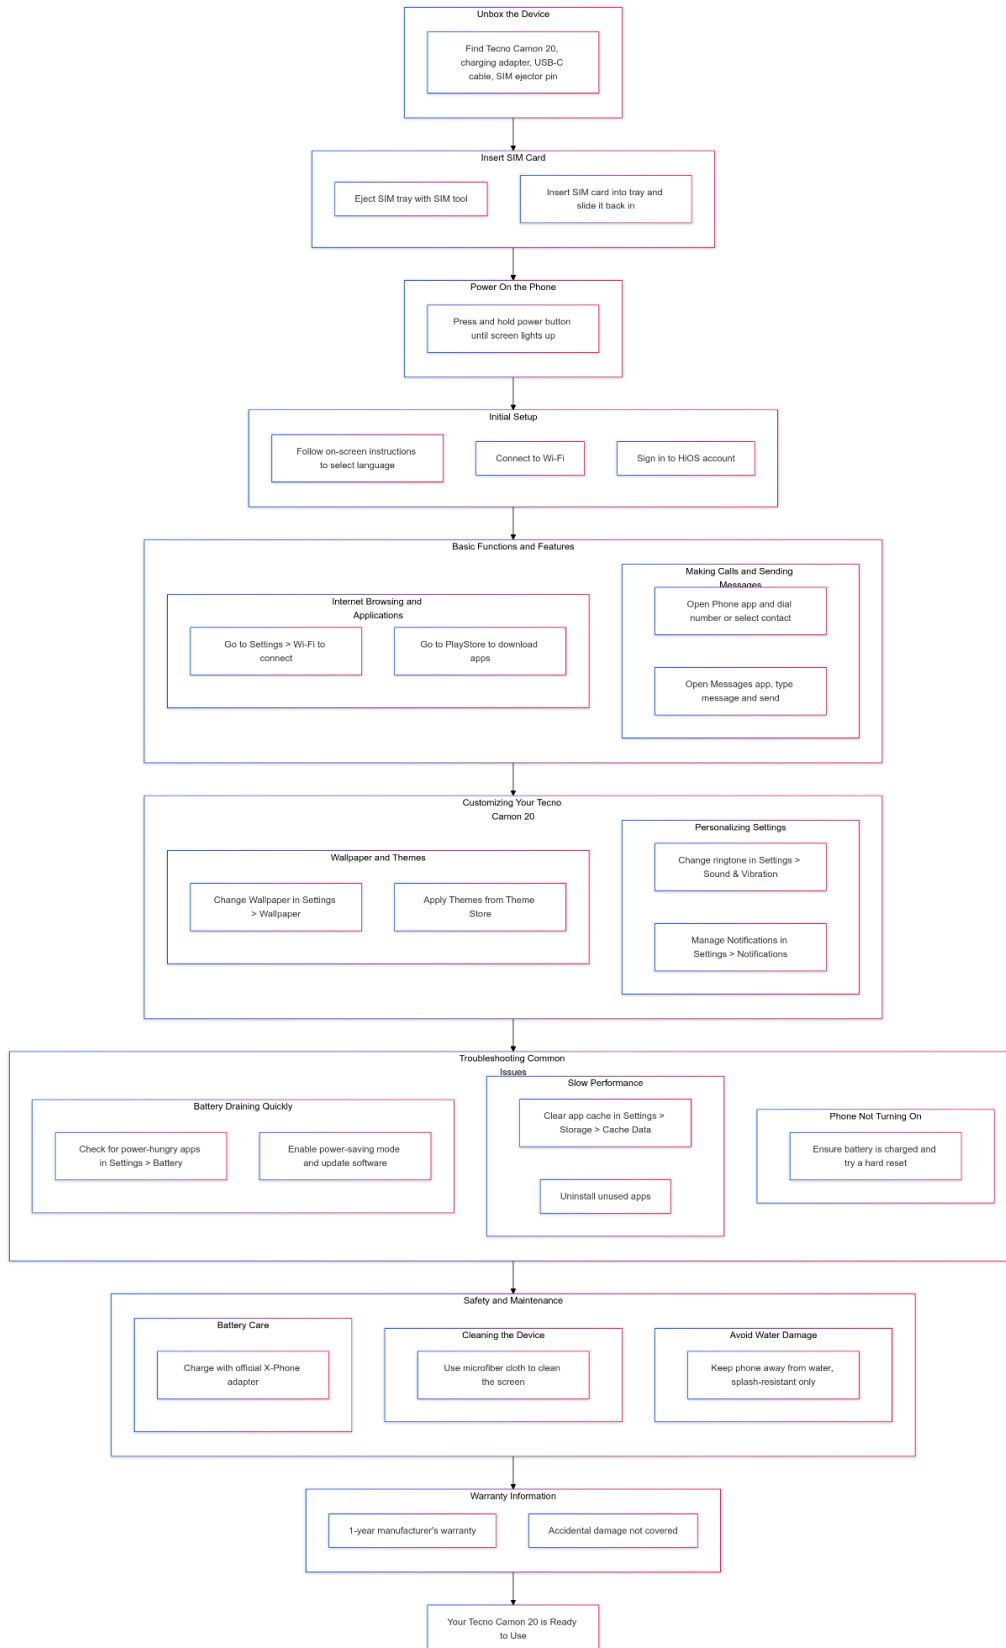 Unbox the Device
Find Tecno Camon 20,
charging adapter, USB-C
cable, SIM ejector pin
Insert SIM Card
Eject SIM tray with SIM tool
Insert SIM card into tray and
slide it back in
Power On the Phone
Press and hold power button
until screen lights up
Initial Setup
Follow on-screen instructions
to select language
Connect to Wi-Fi
Sign in to HiOS account
Basic Functions and Features
Internet Browsing and
Applications
Go to Settings > Wi-Fi to
connect
Go to PlayStore to download
apps
Making Calls and Sending
Messages
Open Phone app and dial
number or select contact
Open Messages app, type
message and send
Customizing Your Tecno
Camon 20
Wallpaper and Themes
Change Wallpaper in Settings
> Wallpaper
Apply Themes from Theme
Store
Personalizing Settings
Change ringtone in Settings >
Sound & Vibration
Manage Notifications in
Settings > Notifications
Troubleshooting Common
Issues
Battery Draining Quickly
Check for power-hungry apps
in Settings > Battery
Enable power-saving mode
and update software
Slow Performance
Clear app cache in Settings >
Storage > Cache Data
Uninstall unused apps
Phone Not Turning On
Ensure battery is charged and
try a hard reset
Safety and Maintenance
Battery Care
Charge with official X-Phone
adapter
Cleaning the Device
Use microfiber cloth to clean
the screen
Avoid Water Damage
Keep phone away from water,
splash-resistant only
Warranty Information
1-year manufacturer's warranty
Accidental damage not covered
Your Tecno Camon 20 is Ready
to Use